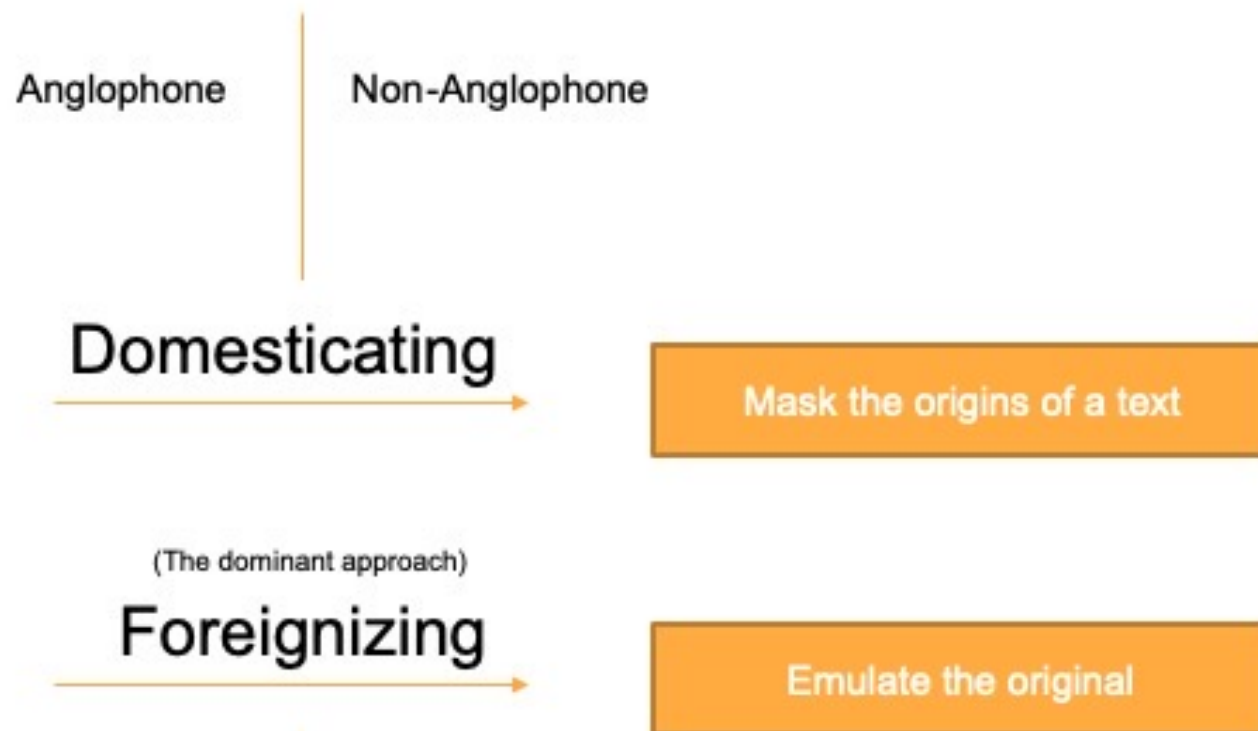 Anglophone
Non-Anglophone
Domesticating
Mask the origins of a text
(The dominant approach)
Foreignizing
Emulate the original